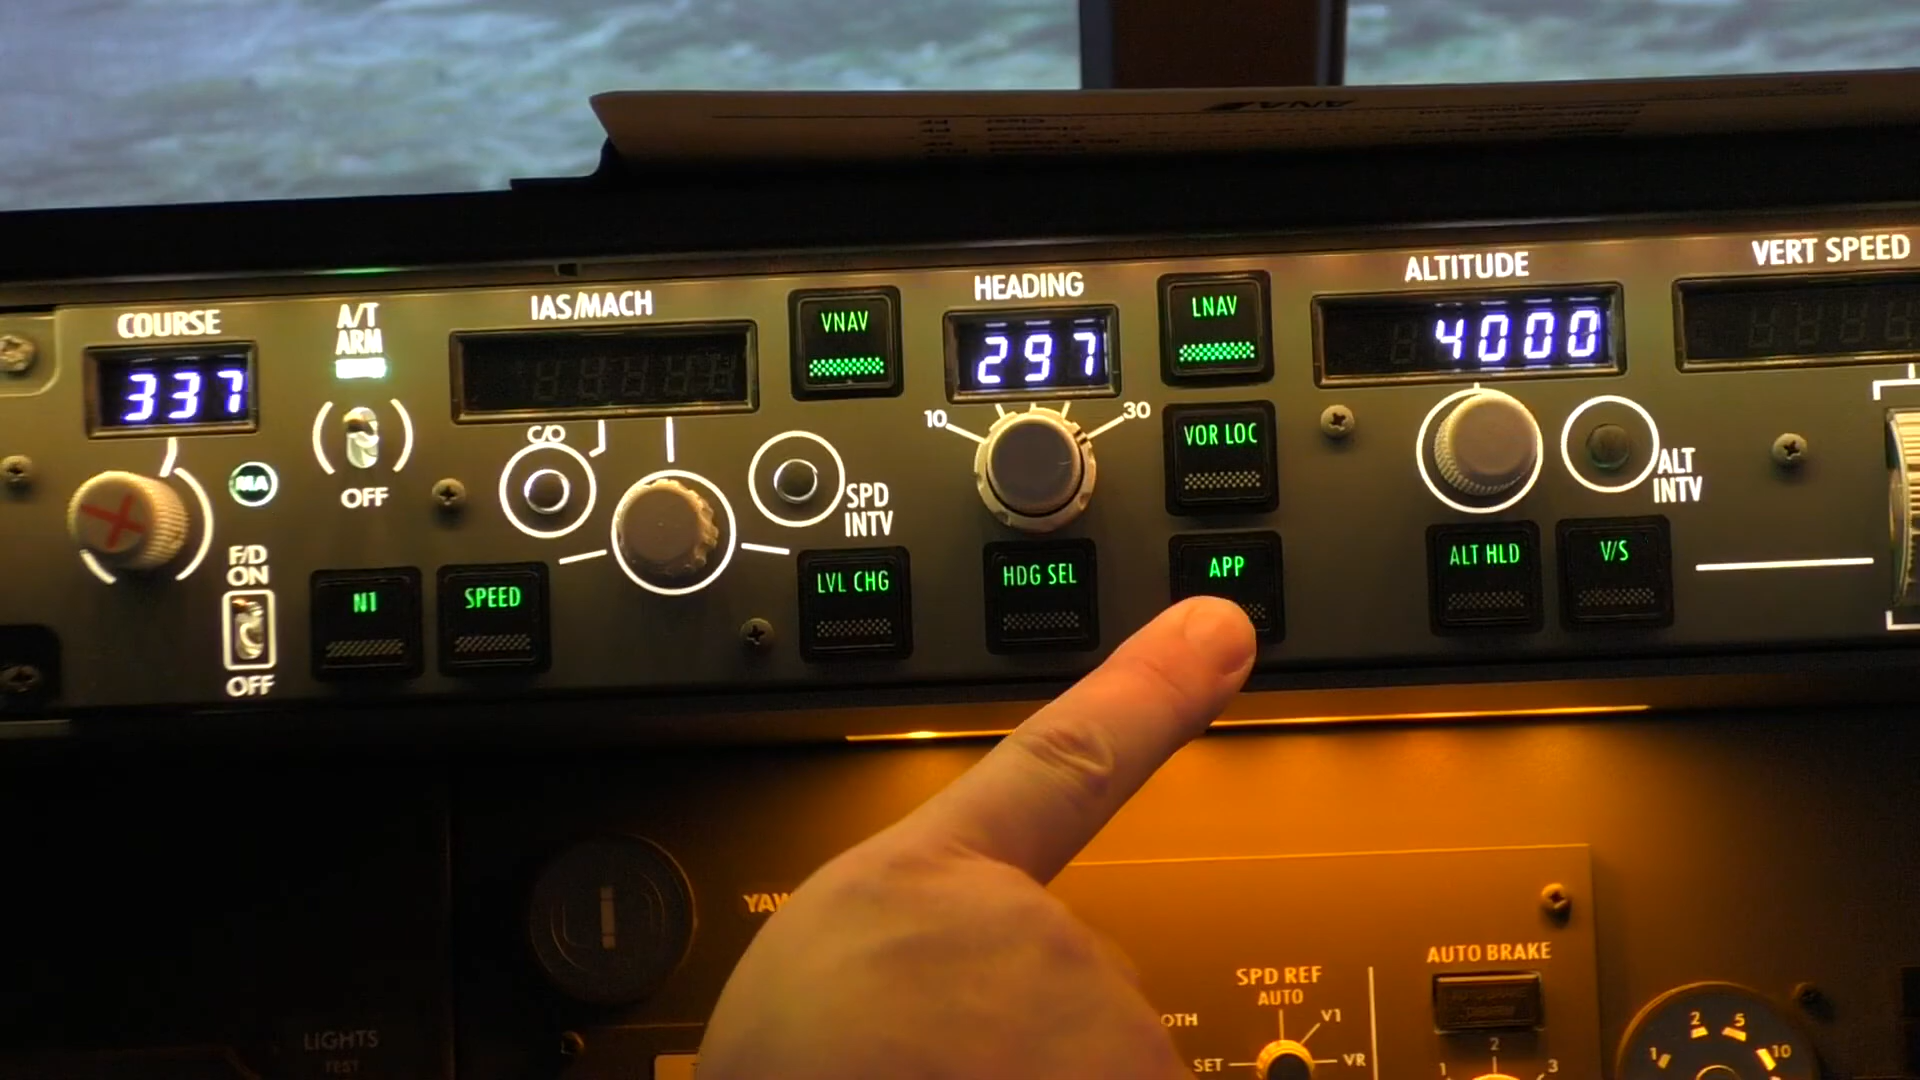 ANA
COURSE
337
A/T
ARM
OFF
MA
F/D
ON
OFF
IAS/MACH
C/O
SPD
INTV
N1
SPEED
VNAV
LVL CHG
HEADING
297
10
30
HDG SEL
LNAV
VOR LOC
APP
ALTITUDE
4000
ALT
INTV
ALT HLD
V/S
VERT SPEED
YAW
LIGHTS
TEST
SPD REF
AUTO
OTH
V1
SET
VR
AUTO BRAKE
1
2
3
1
2
5
10